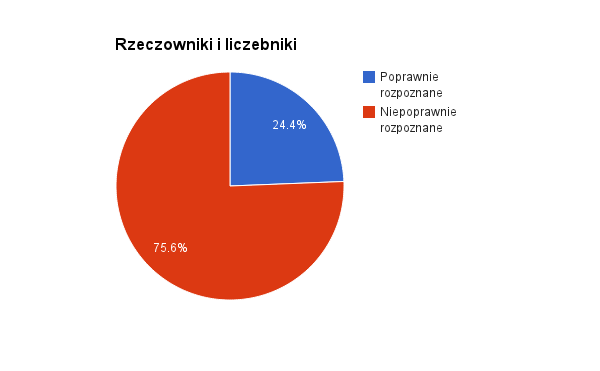 Rzeczowniki i liczebniki
Poprawnie
rozpoznane
Niepoprawnie
rozpoznane
24.4%
75.6%